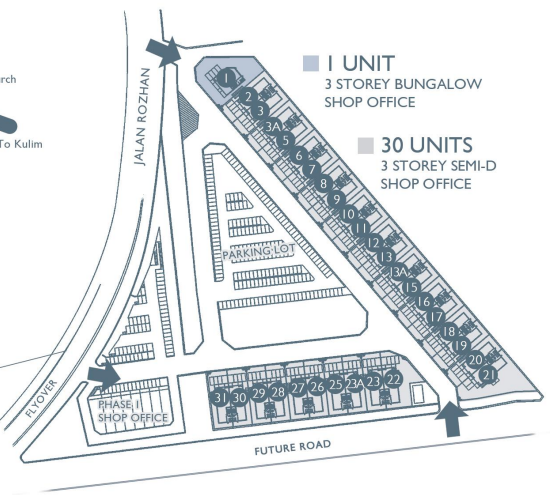 rch
To Kulim
JALAN ROZHAN
1 UNIT
3 STOREY BUNGALOW
SHOP OFFICE
30 UNITS
3 STOREY SEMI-D
SHOP OFFICE
1
2
3
3A
5
6
7
8
9
10
11
12
13
13A
15
16
17
18
19
20
21
PARKING LOT
31 30 29 28 27 26 25 23A 23 22
PHASE 1
SHOP OFFICE
FLYOVER
FUTURE ROAD